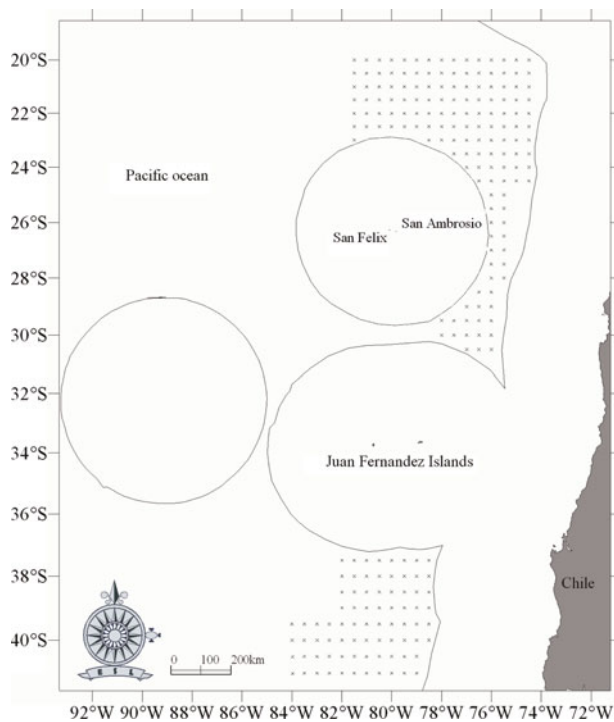 20°S
22°S
24°S
Pacific ocean
26°S
San Felix
San Ambrosio
28°S
30°S
32°S
34°S
Juan Fernandez Islands
36°S
38°S
Chile
40°S
0 100 200km
92°W 90°W 88°W 86°W 84°W 82°W 80°W 78°W 76°W 74°W 72°W